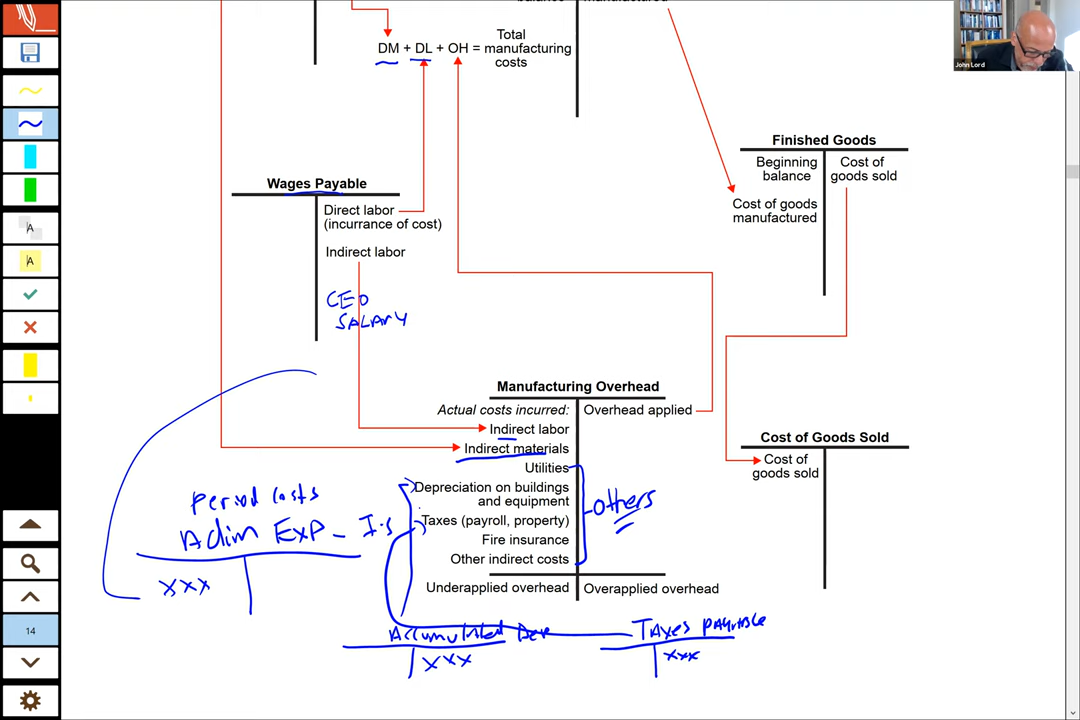 John Lord
DM + DL + OH = Total manufacturing costs
Finished Goods
Beginning balance
Cost of goods sold
Cost of goods manufactured
Wages Payable
Direct labor
(incurrance of cost)
Indirect labor
CEO
SALARY
Manufacturing Overhead
Actual costs incurred:
Overhead applied
Indirect labor
Indirect materials
Utilities
Depreciation on buildings
and equipment
Taxes (payroll, property)
Fire insurance
Other indirect costs
Underapplied overhead
Overapplied overhead
others
Cost of Goods Sold
Cost of
goods sold
Period costs
Adim EXP - I.S
XXX
Accumulated Dep
XXX
Taxes payable
XXX
A
A
14